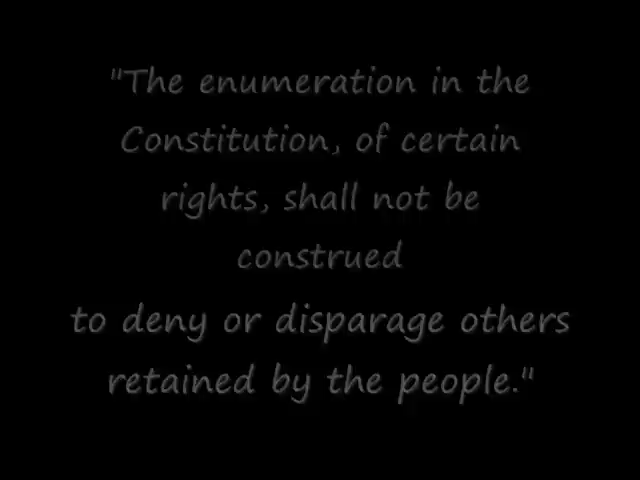 "The enumeration in the
Constitution, of certain
rights, shall not be
construed
to deny or disparage others
retained by the people."